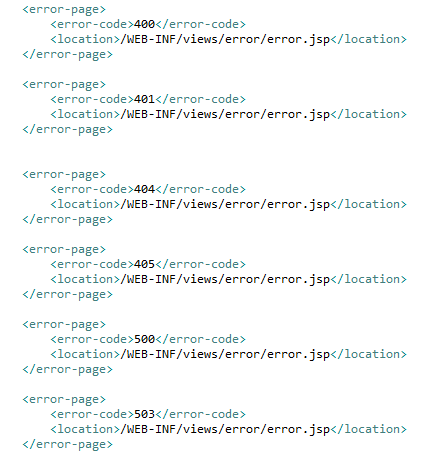 <error-page>
    <error-code>400</error-code>
    <location>/WEB-INF/views/error/error.jsp</location>
</error-page>

<error-page>
    <error-code>401</error-code>
    <location>/WEB-INF/views/error/error.jsp</location>
</error-page>

<error-page>
    <error-code>404</error-code>
    <location>/WEB-INF/views/error/error.jsp</location>
</error-page>

<error-page>
    <error-code>405</error-code>
    <location>/WEB-INF/views/error/error.jsp</location>
</error-page>

<error-page>
    <error-code>500</error-code>
    <location>/WEB-INF/views/error/error.jsp</location>
</error-page>

<error-page>
    <error-code>503</error-code>
    <location>/WEB-INF/views/error/error.jsp</location>
</error-page>